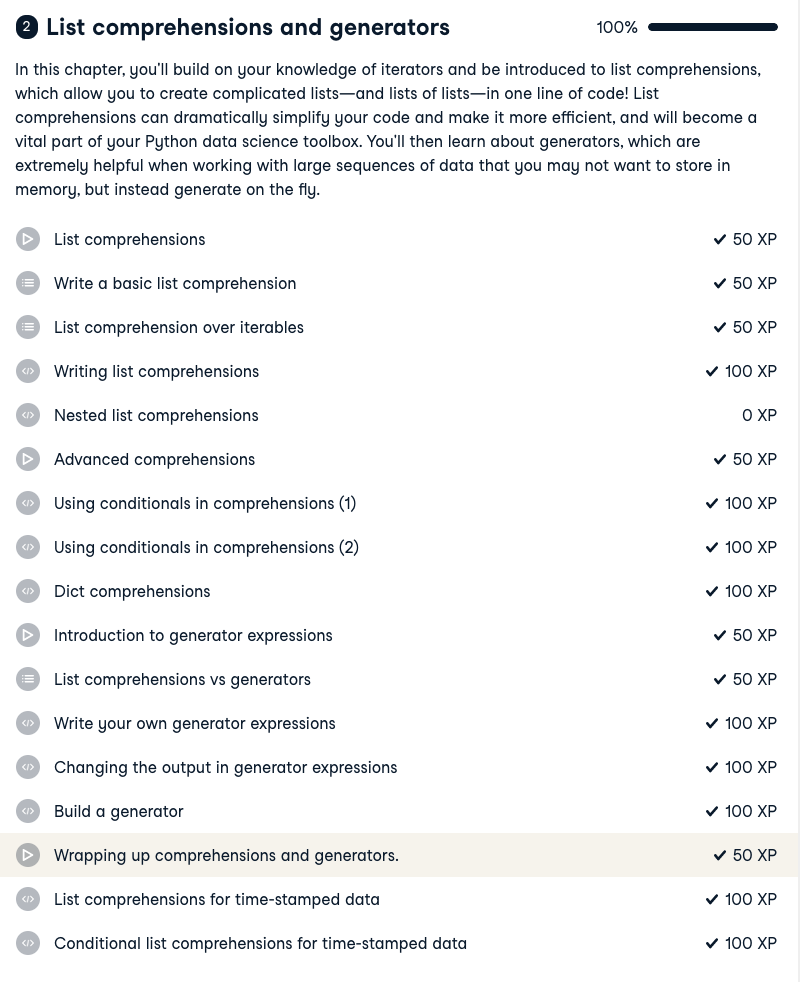 2 List comprehensions and generators 100%
In this chapter, you'll build on your knowledge of iterators and be introduced to list comprehensions,
which allow you to create complicated lists—and lists of lists—in one line of code! List
comprehensions can dramatically simplify your code and make it more efficient, and will become a
vital part of your Python data science toolbox. You'll then learn about generators, which are
extremely helpful when working with large sequences of data that you may not want to store in
memory, but instead generate on the fly.
List comprehensions 50 XP
Write a basic list comprehension 50 XP
List comprehension over iterables 50 XP
Writing list comprehensions 100 XP
Nested list comprehensions 0 XP
Advanced comprehensions 50 XP
Using conditionals in comprehensions (1) 100 XP
Using conditionals in comprehensions (2) 100 XP
Dict comprehensions 100 XP
Introduction to generator expressions 50 XP
List comprehensions vs generators 50 XP
Write your own generator expressions 100 XP
Changing the output in generator expressions 100 XP
Build a generator 100 XP
Wrapping up comprehensions and generators. 50 XP
List comprehensions for time-stamped data 100 XP
Conditional list comprehensions for time-stamped data 100 XP